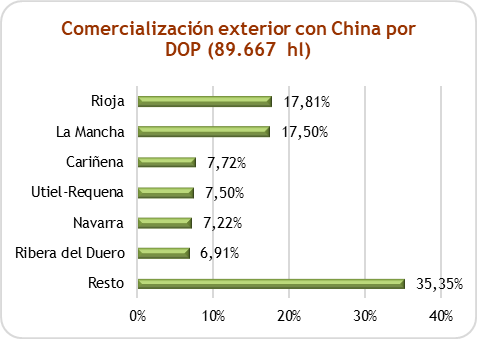 Comercialización exterior con China por
DOP (89.667 hl)
Rioja 17,81%
La Mancha 17,50%
Cariñena 7,72%
Utiel-Requena 7,50%
Navarra 7,22%
Ribera del Duero 6,91%
Resto 35,35%
0% 10% 20% 30% 40%